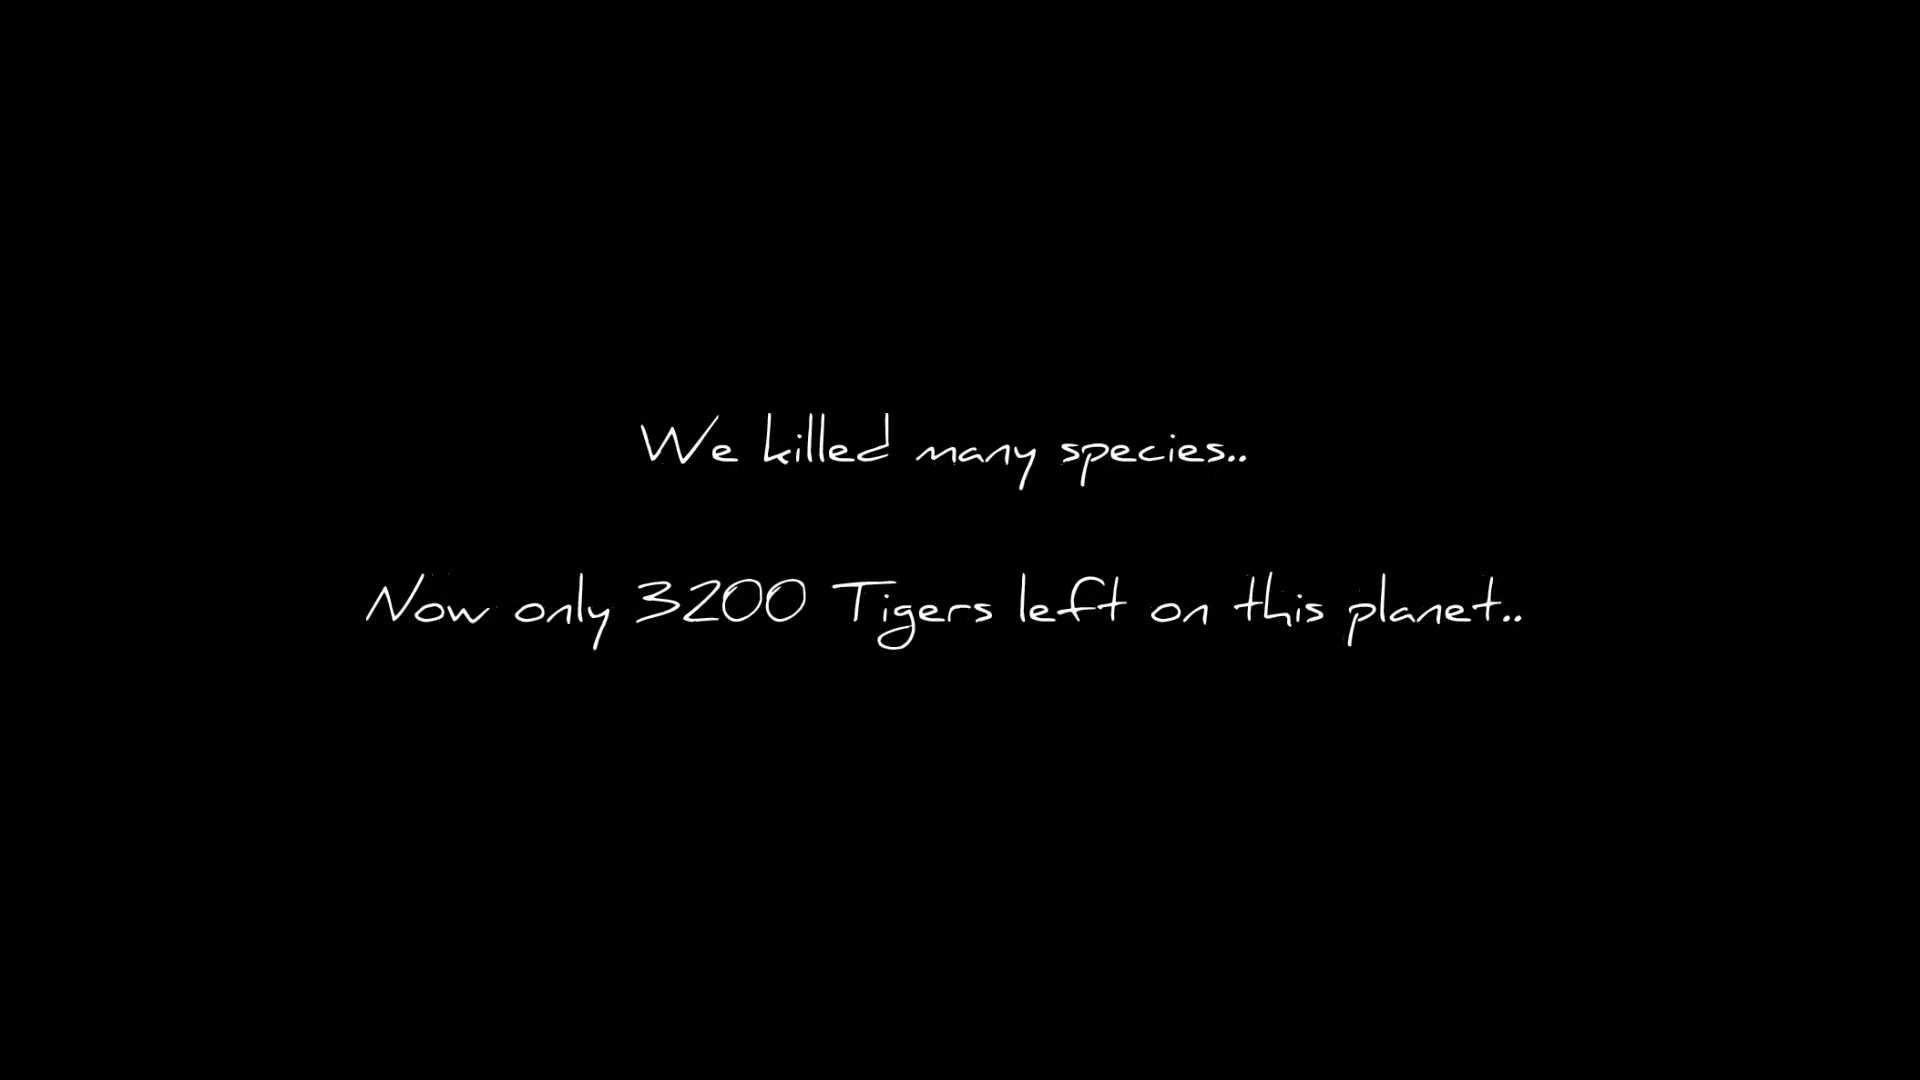 We killed many species..
Now only 3200 Tigers left on this planet..